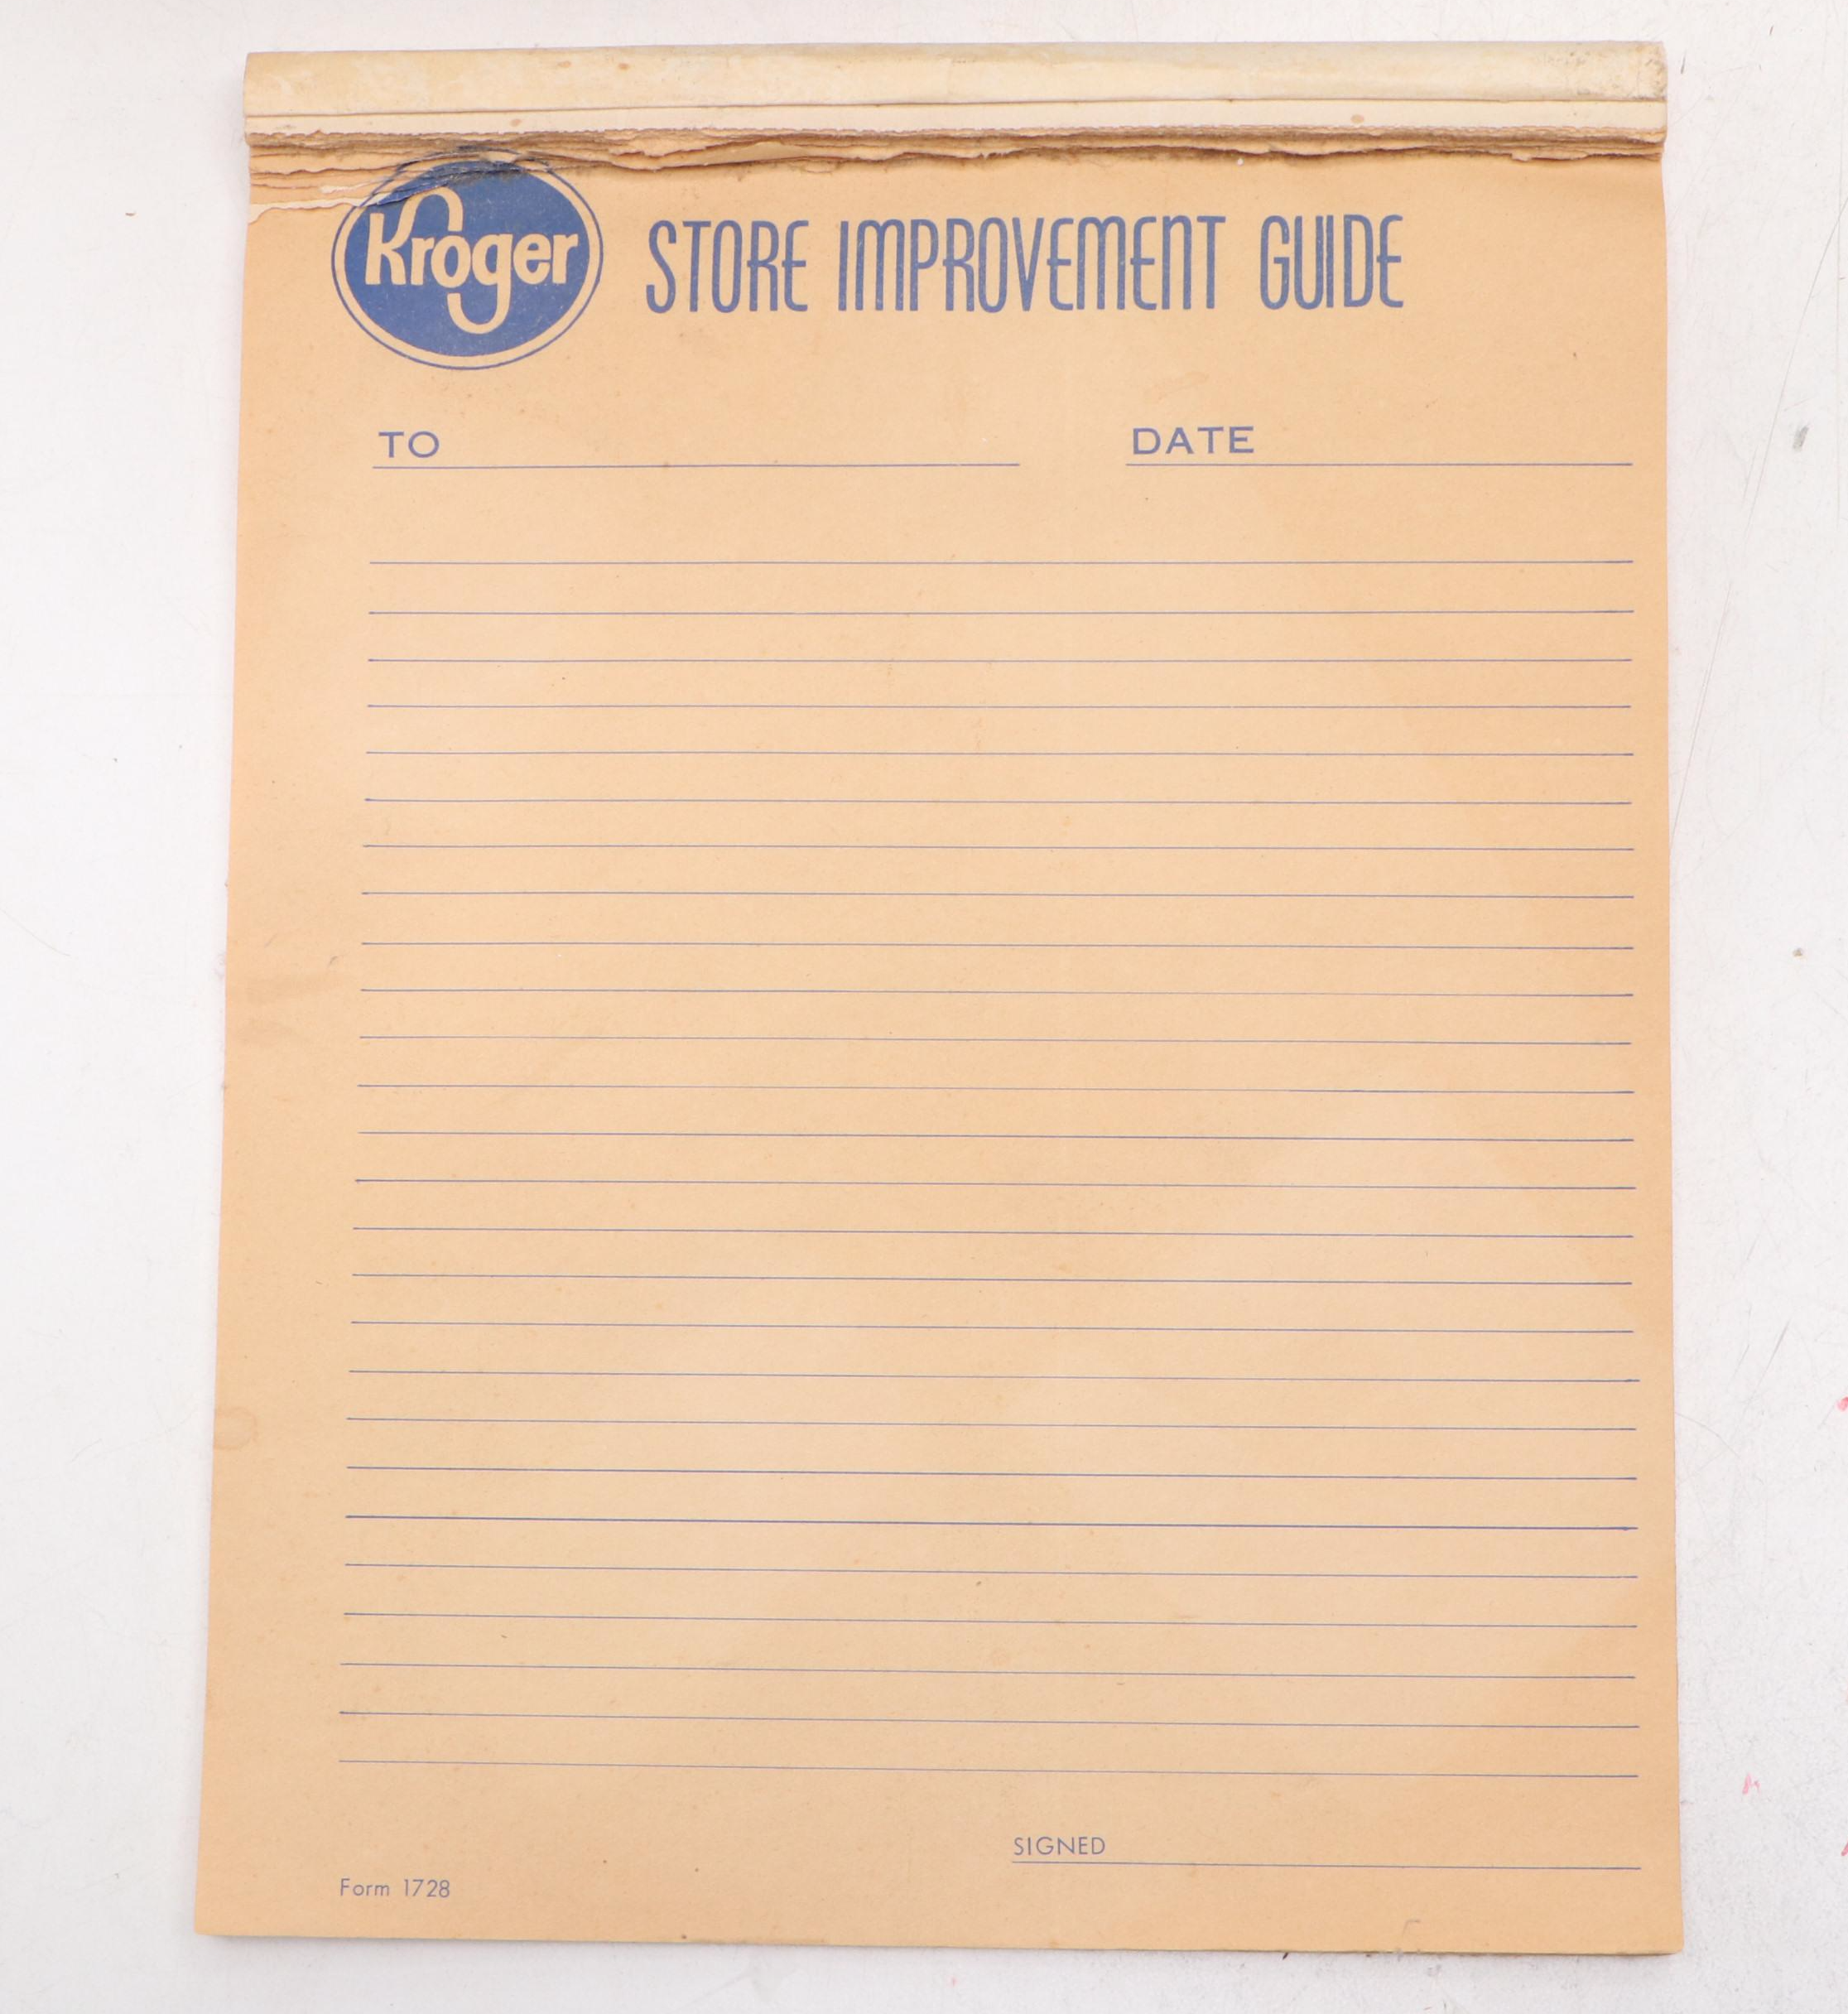 Kroger STORE IMPROVEMENT GUIDE
TO DATE
SIGNED
Form 1728